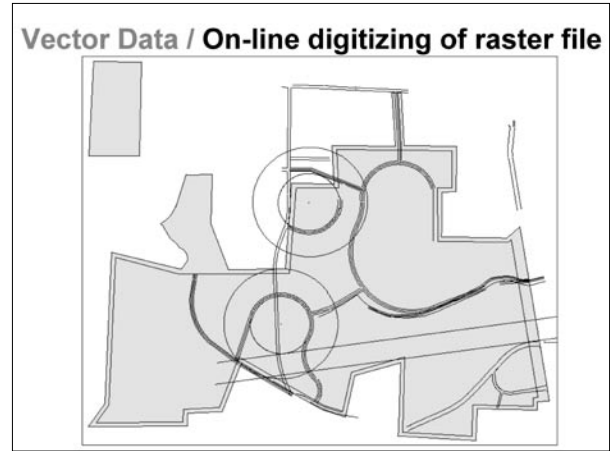 Vector Data / On-line digitizing of raster file